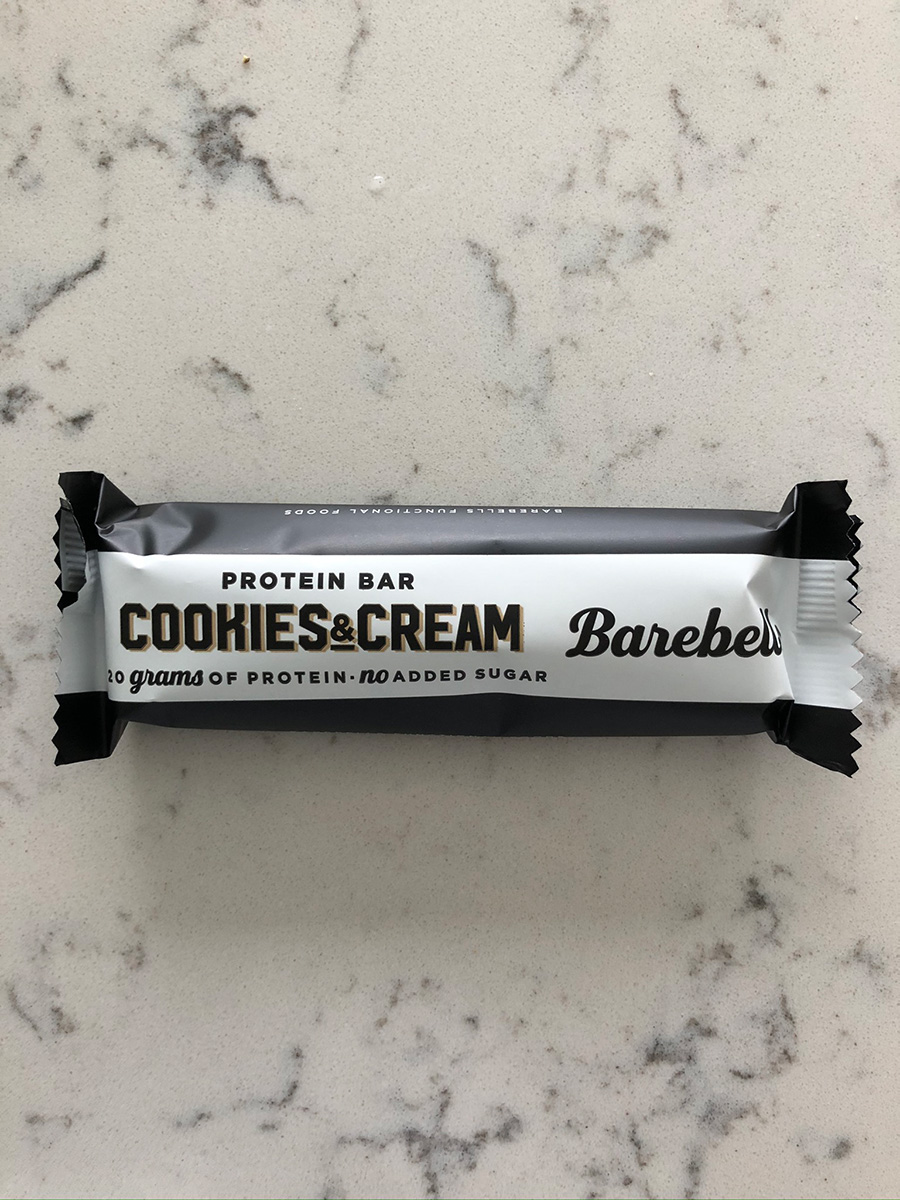 BAREBELLS FUNCTIONAL FOODS
PROTEIN BAR
COOKIES&CREAM
20 grams OF PROTEIN·no ADDED SUGAR
Barebells